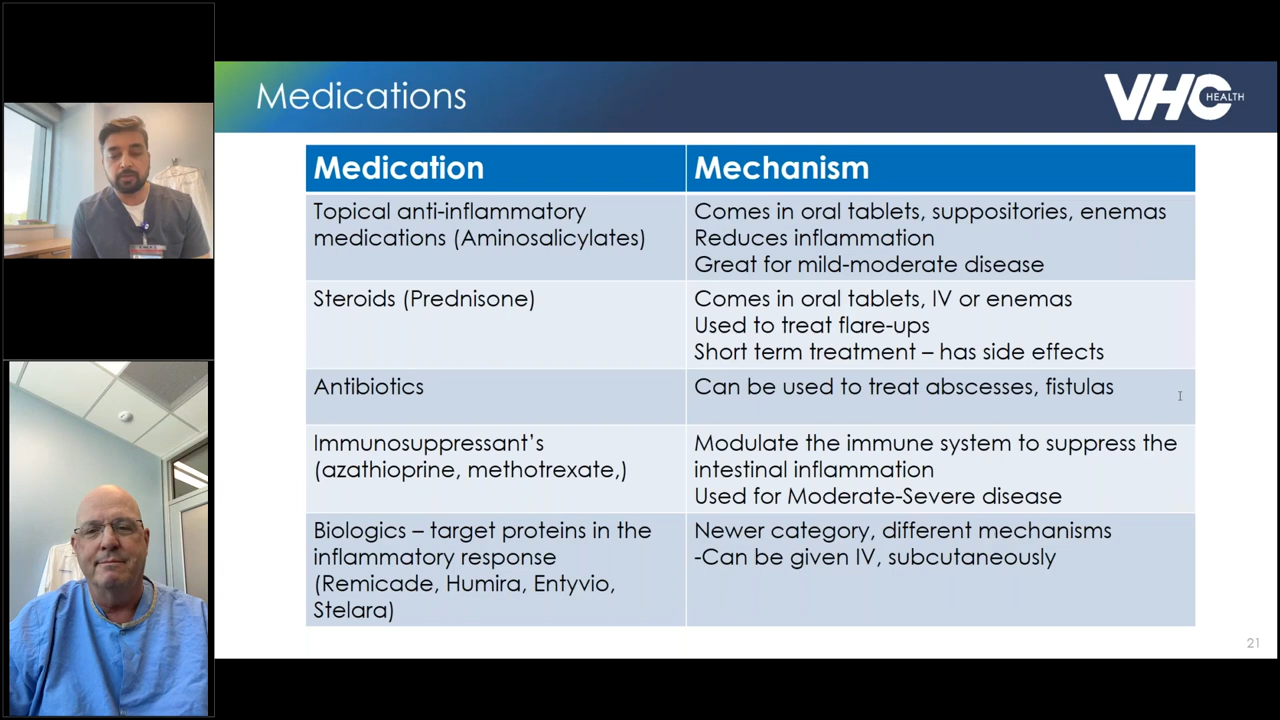 Medications
VHC HEALTH
Medication
Mechanism
Topical anti-inflammatory
medications (Aminosalicylates)
Comes in oral tablets, suppositories, enemas
Reduces inflammation
Great for mild-moderate disease
Steroids (Prednisone)
Comes in oral tablets, IV or enemas
Used to treat flare-ups
Short term treatment – has side effects
Antibiotics
Can be used to treat abscesses, fistulas
Immunosuppressant’s
(azathioprine, methotrexate,)
Modulate the immune system to suppress the
intestinal inflammation
Used for Moderate-Severe disease
Biologics – target proteins in the
inflammatory response
(Remicade, Humira, Entyvio,
Stelara)
Newer category, different mechanisms
-Can be given IV, subcutaneously
21